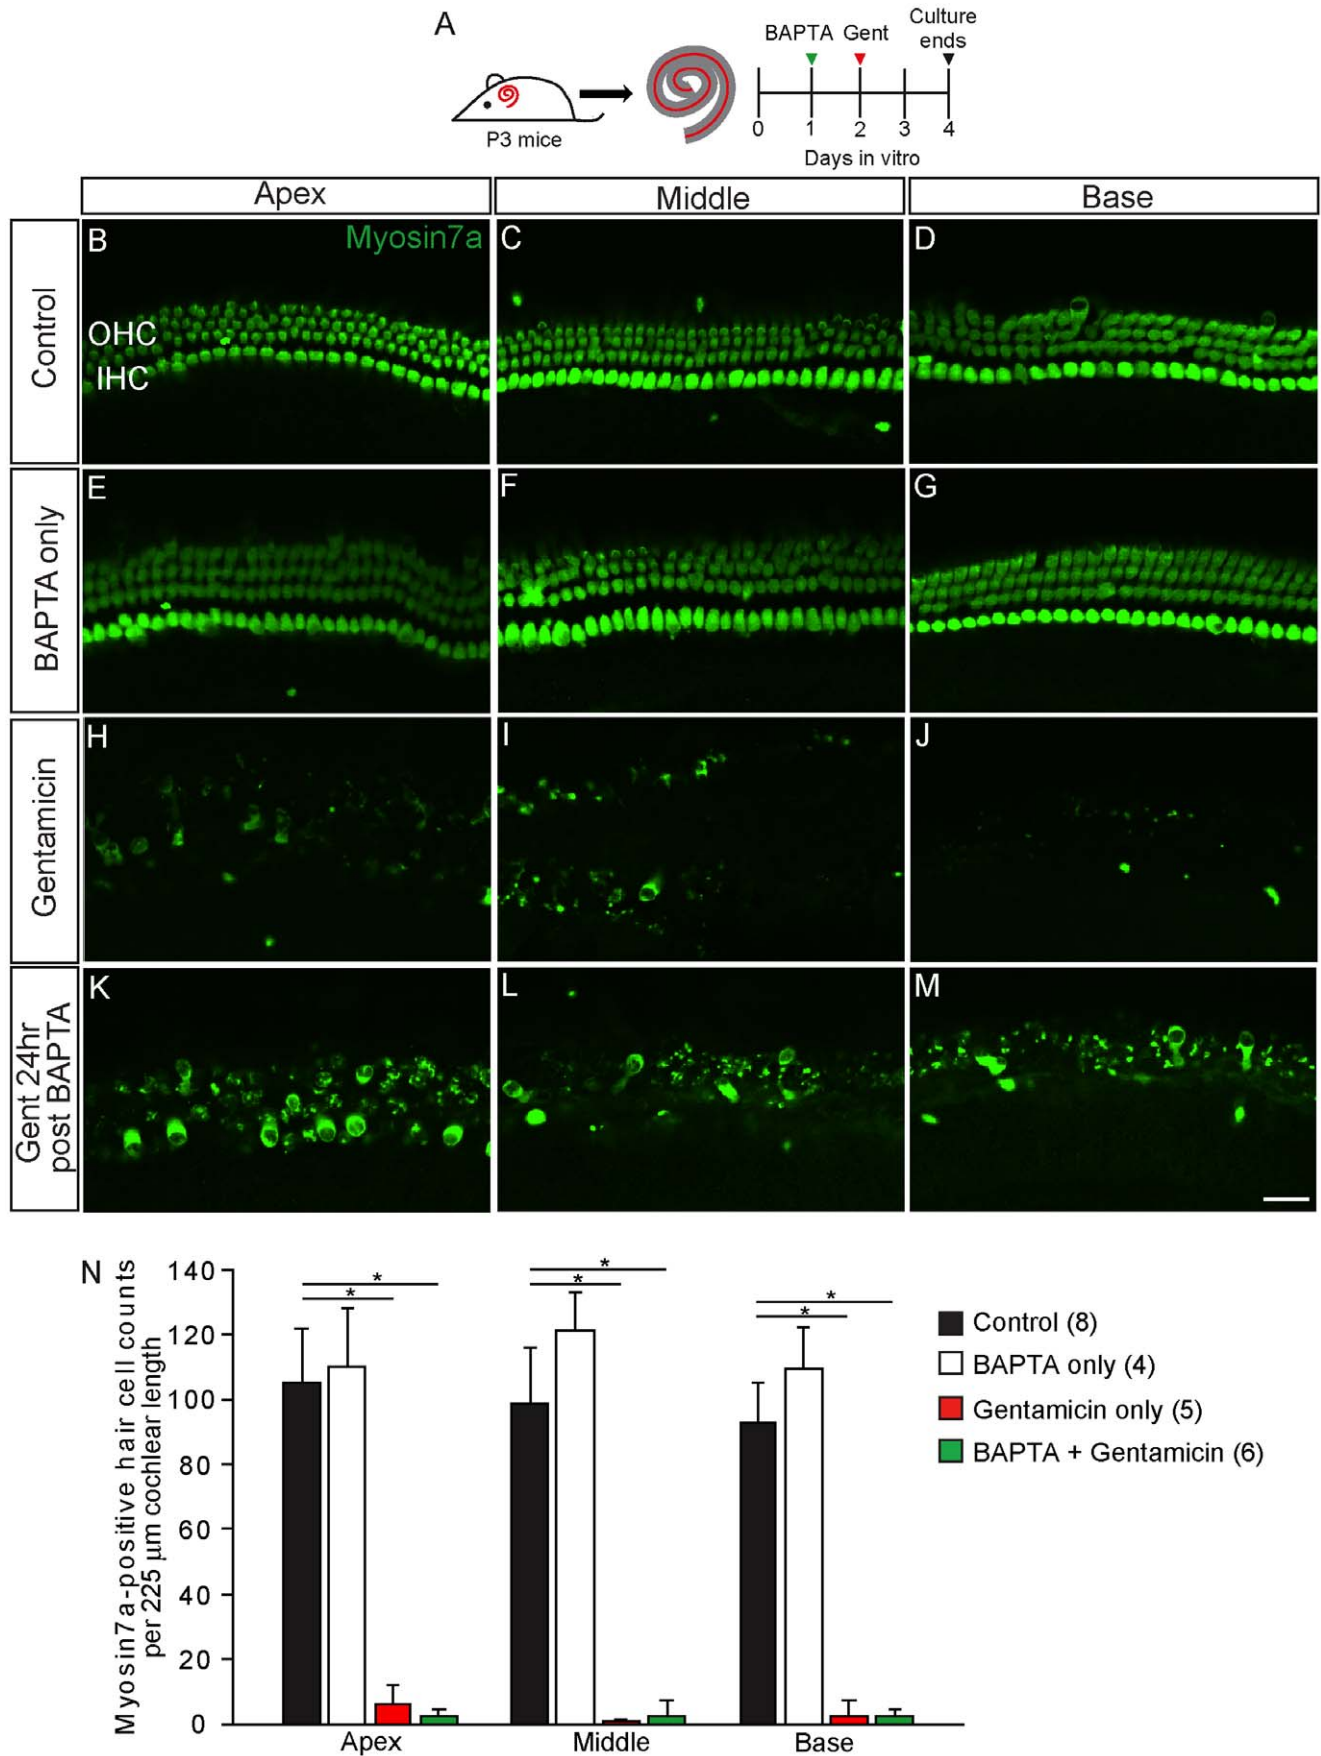 A
BAPTA Gent
Culture
ends
P3 mice
0 1 2 3 4
Days in vitro
Apex Middle Base
Control
B Myosin7a C D
OHC
IHC
BAPTA only
E F G
Gentamicin
H I J
Gent 24hr
post BAPTA
K L M
N
Myosin7a-positive hair cell counts
per 225 µm cochlear length
140
120
100
80
60
40
20
0
* * * * * *
Apex Middle Base
Control (8)
BAPTA only (4)
Gentamicin only (5)
BAPTA + Gentamicin (6)